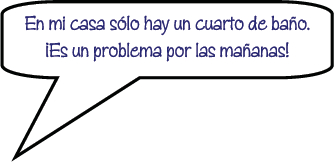 En mi casa sólo hay un cuarto de baño.
¡Es un problema por las mañanas!